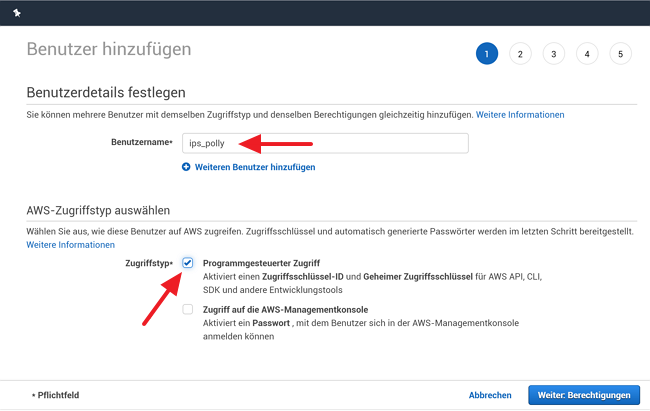 Benutzer hinzufügen
1 2 3 4 5
Benutzerdetails festlegen
Sie können mehrere Benutzer mit demselben Zugriffstyp und denselben Berechtigungen gleichzeitig hinzufügen. Weitere Informationen
Benutzername* ips_polly
Weiteren Benutzer hinzufügen
AWS-Zugriffstyp auswählen
Wählen Sie aus, wie diese Benutzer auf AWS zugreifen. Zugriffsschlüssel und automatisch generierte Passwörter werden im letzten Schritt bereitgestellt.
Weitere Informationen
Zugriffstyp* Programmgesteuerter Zugriff
Aktiviert einen Zugriffsschlüssel-ID und Geheimer Zugriffsschlüssel für AWS API, CLI,
SDK und andere Entwicklungstools
Zugriff auf die AWS-Managementkonsole
Aktiviert ein Passwort , mit dem Benutzer sich in der AWS-Managementkonsole
anmelden können
* Pflichtfeld Abbrechen Weiter: Berechtigungen